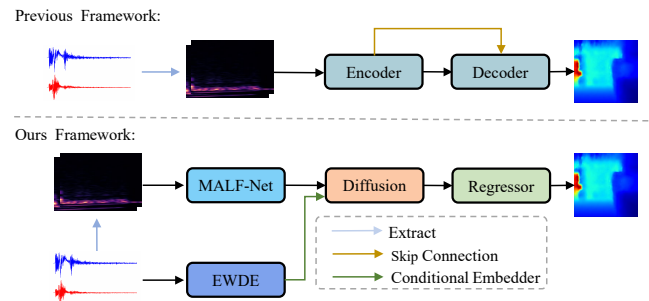 Previous Framework:
Encoder
Decoder
Ours Framework:
MALF-Net
Diffusion
Regressor
Extract
Skip Connection
EWDE
Conditional Embedder